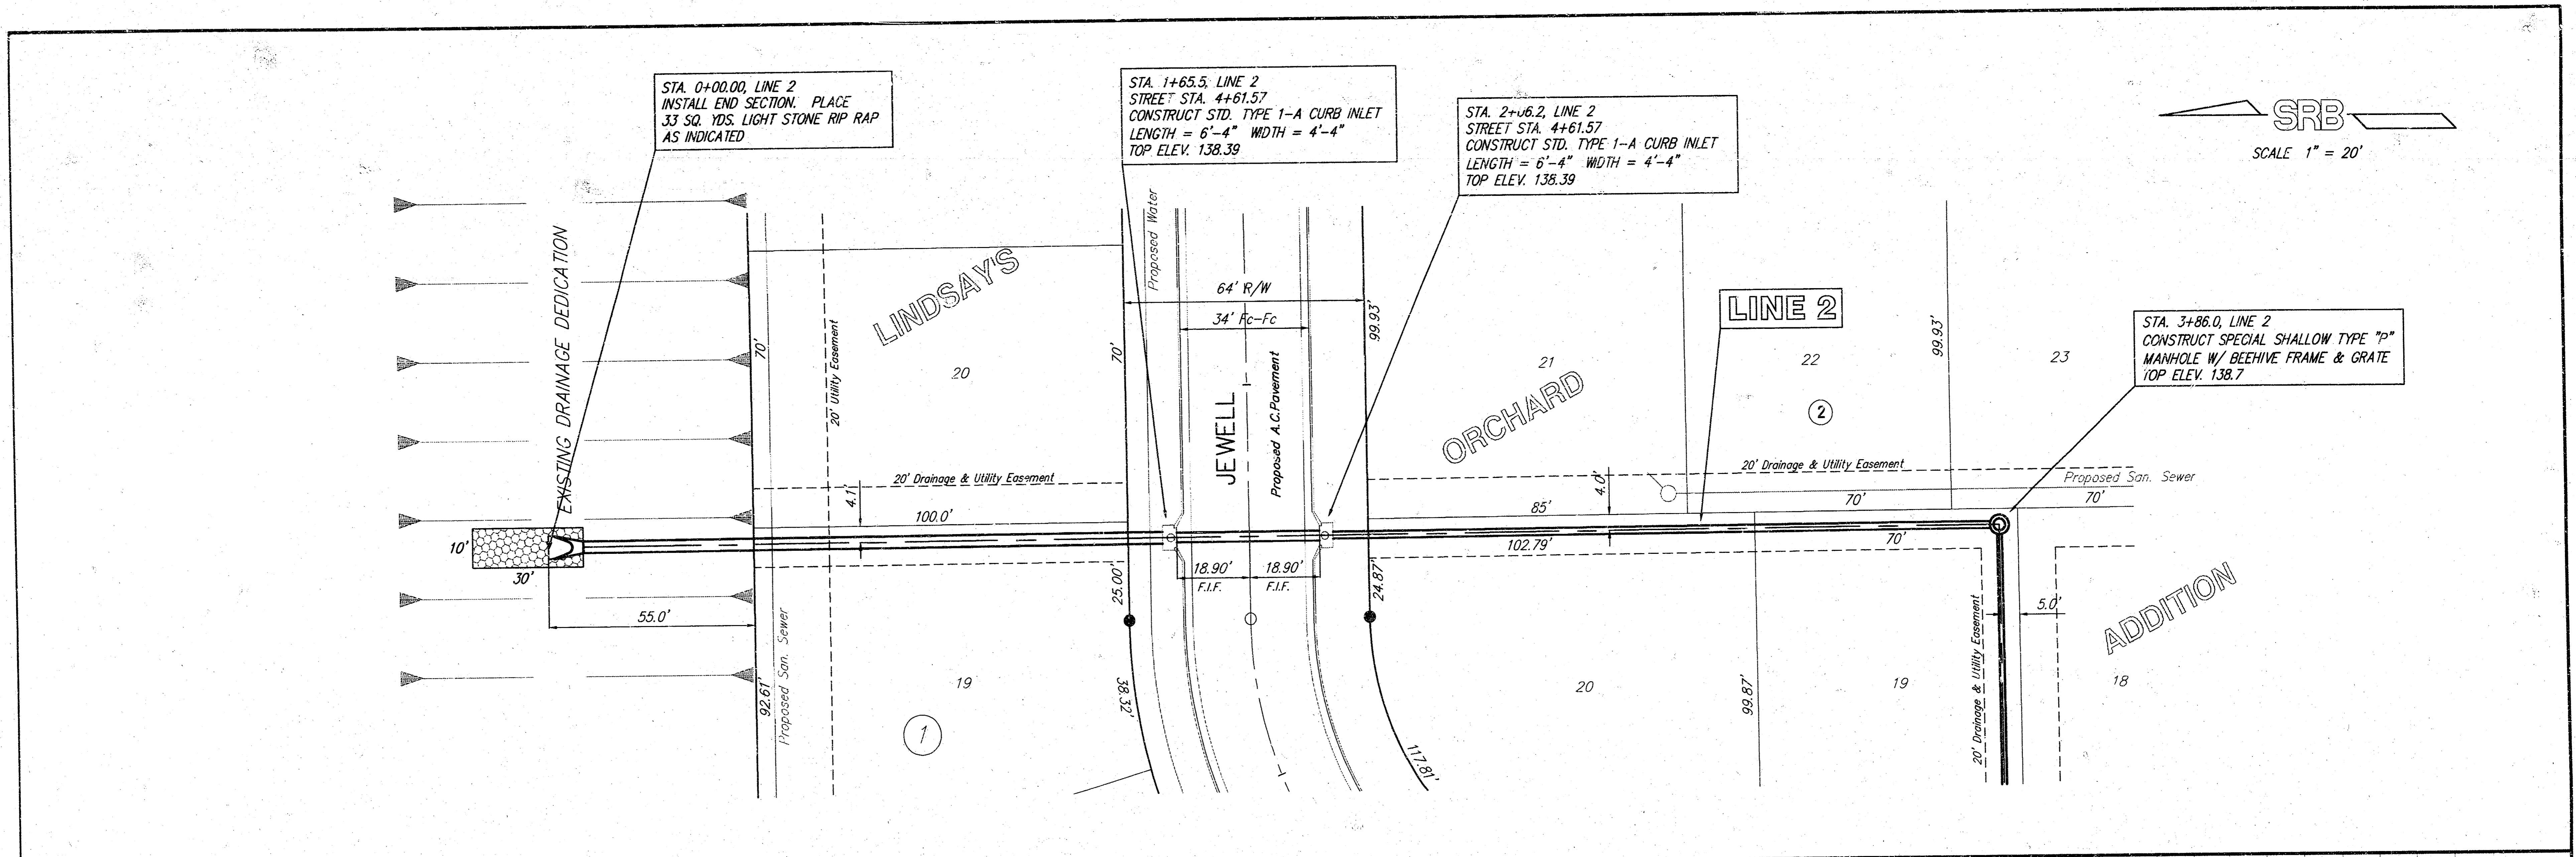 STA. 0+00.00, LINE 2
INSTALL END SECTION. PLACE
33 SQ. YDS. LIGHT STONE RIP RAP
AS INDICATED
STA. 1+65.5, LINE 2
STREET STA. 4+61.57
CONSTRUCT STD. TYPE 1-A CURB INLET
LENGTH = 6'-4" WIDTH = 4'-4"
TOP ELEV. 138.39
STA. 2+06.2, LINE 2
STREET STA. 4+61.57
CONSTRUCT STD. TYPE 1-A CURB INLET
LENGTH = 6'-4" WIDTH = 4'-4"
TOP ELEV. 138.39
SRB
SCALE 1" = 20'
STA. 3+86.0, LINE 2
CONSTRUCT SPECIAL SHALLOW TYPE "P"
MANHOLE W/ BEEHIVE FRAME & GRATE
TOP ELEV. 138.7
LINE 2
EXISTING DRAINAGE DEDICATION
70'
20' Utility Easement
LINDSAY'S
20
70'
Proposed Water
64' R/W
34' Fc-Fc
JEWELL
Proposed A.C.Pavement
99.93'
21
ORCHARD
22
2
99.93'
23
20' Drainage & Utility Easement
4.1'
100.0'
20' Drainage & Utility Easement
4.0'
85'
70'
Proposed San. Sewer
70'
10'
30'
55.0'
18.90'
F.I.F.
18.90'
F.I.F.
102.79'
70'
25.00'
24.87'
5.0'
ADDITION
92.61'
Proposed San. Sewer
19
1
38.32'
117.81'
20
99.87'
19
20' Drainage & Utility Easement
18